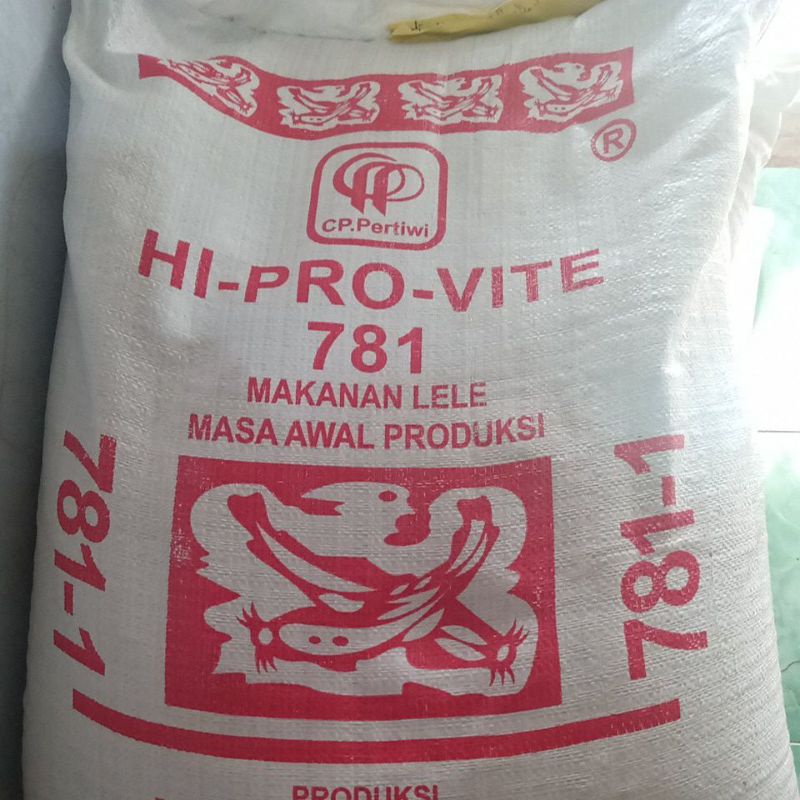 ®
CP.Pertiwi
HI-PRO-VITE
781
MAKANAN LELE
MASA AWAL PRODUKSI
781-1
781-1
PRODUKSI